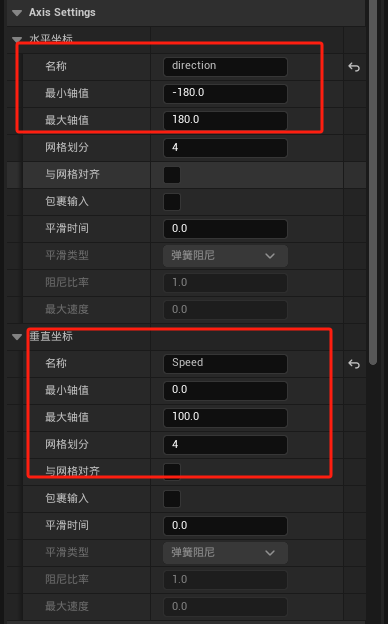 Axis Settings
水平坐标
名称 direction
最小轴值 -180.0
最大轴值 180.0
网格划分 4
与网格对齐
包裹输入
平滑时间 0.0
平滑类型 弹簧阻尼
阻尼比率 1.0
最大速度 0.0
垂直坐标
名称 Speed
最小轴值 0.0
最大轴值 100.0
网格划分 4
与网格对齐
包裹输入
平滑时间 0.0
平滑类型 弹簧阻尼
阻尼比率 1.0
最大速度 0.0